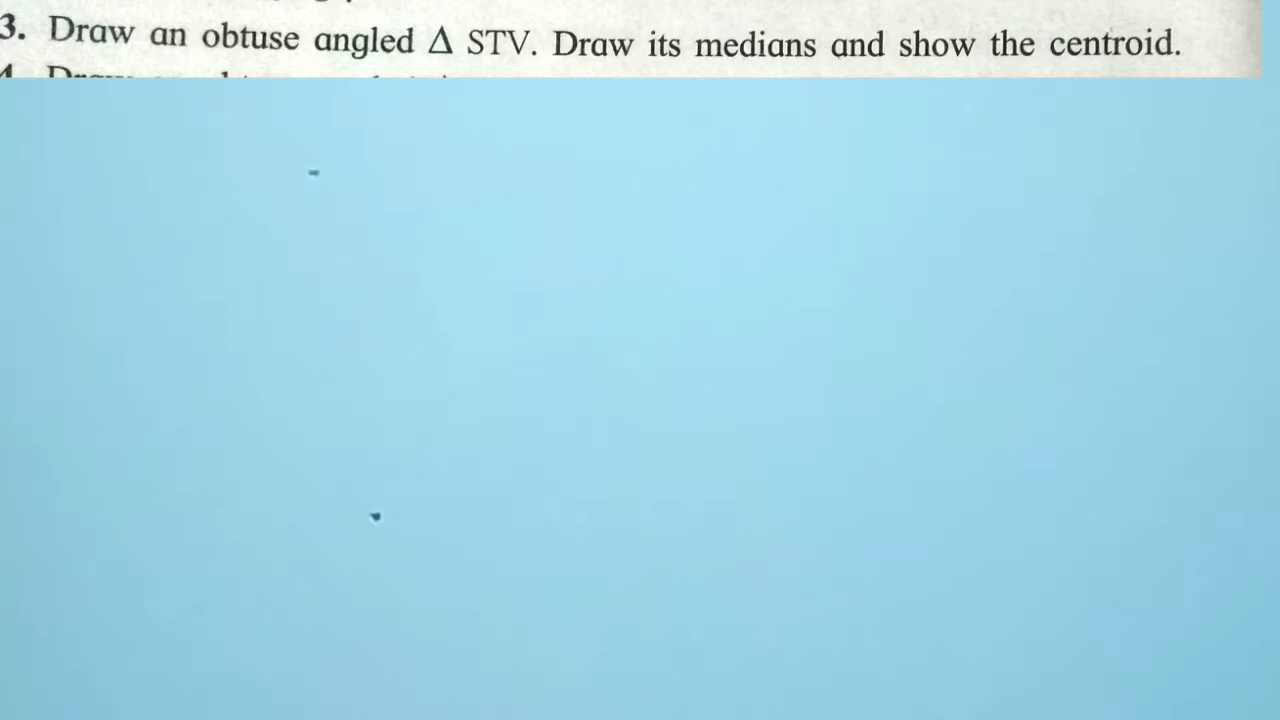 3. Draw an obtuse angled Δ STV. Draw its medians and show the centroid.